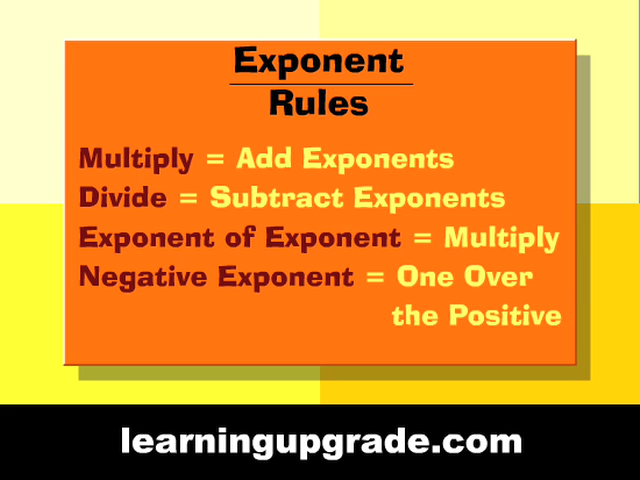 Exponent
Rules
Multiply = Add Exponents
Divide = Subtract Exponents
Exponent of Exponent = Multiply
Negative Exponent = One Over
the Positive
learningupgrade.com